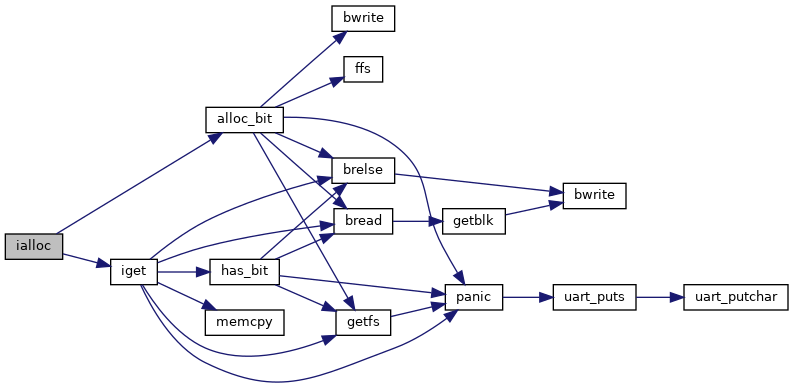 bwrite
ffs
alloc_bit
brelse
bwrite
bread
getblk
ialloc
iget
has_bit
panic
uart_puts
uart_putchar
memcpy
getfs